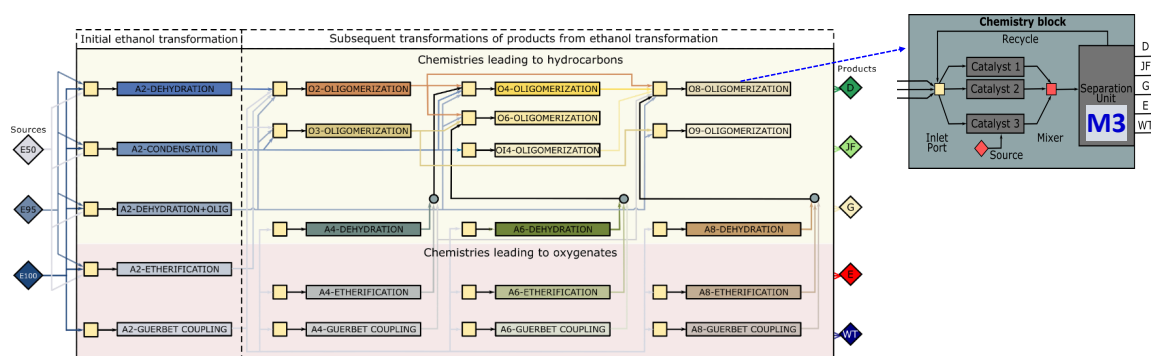 Initial ethanol transformation
Subsequent transformations of products from ethanol transformation
Chemistries leading to hydrocarbons
Sources
E50
E95
E100
A2-DEHYDRATION
A2-CONDENSATION
A2-DEHYDRATION+OLIG
A2-ETHERIFICATION
A2-GUERBET COUPLING
O2-OLIGOMERIZATION
O3-OLIGOMERIZATION
O4-OLIGOMERIZATION
O6-OLIGOMERIZATION
OI4-OLIGOMERIZATION
O8-OLIGOMERIZATION
O9-OLIGOMERIZATION
A4-DEHYDRATION
A6-DEHYDRATION
A8-DEHYDRATION
Chemistries leading to oxygenates
A4-ETHERIFICATION
A6-ETHERIFICATION
A8-ETHERIFICATION
A4-GUERBET COUPLING
A6-GUERBET COUPLING
A8-GUERBET COUPLING
Products
D
JF
G
E
WT
Chemistry block
Recycle
Catalyst 1
Catalyst 2
Catalyst 3
Inlet
Port
Mixer
Source
Separation
Unit
M3
D
JF
G
E
WT